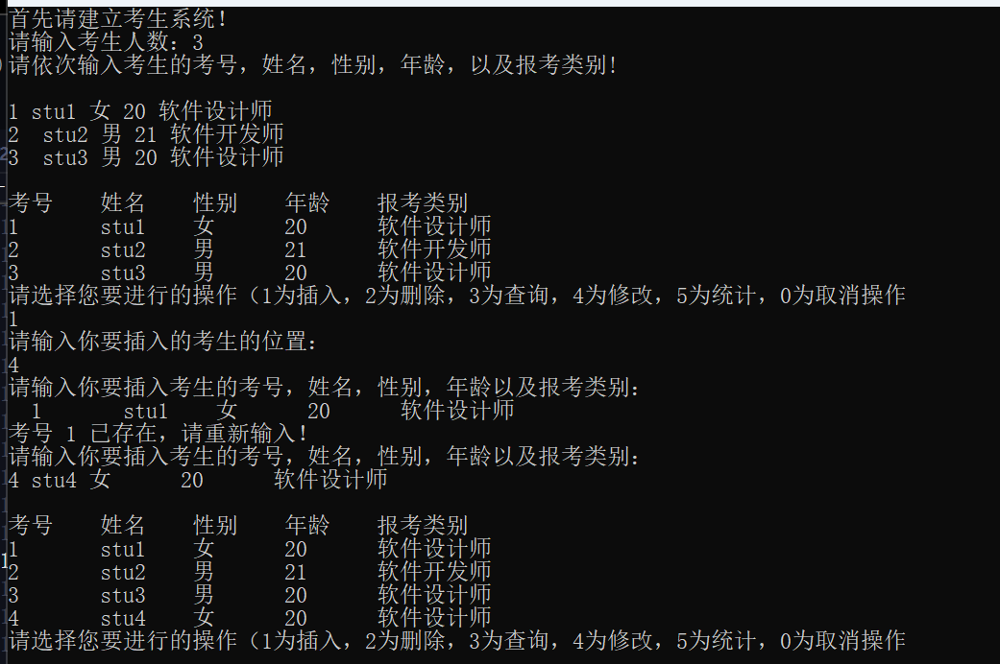 首先请建立考生系统!
请输入考生人数: 3
请依次输入考生的考号, 姓名, 性别, 年龄, 以及报考类别!
1 stu1 女 20 软件设计师
2  stu2 男 21 软件开发师
3  stu3 男 20 软件设计师
考号    姓名    性别    年龄    报考类别
1       stu1    女      20      软件设计师
2       stu2    男      21      软件开发师
3       stu3    男      20      软件设计师
请选择您要进行的操作 (1为插入, 2为删除, 3为查询, 4为修改, 5为统计, 0为取消操作
1
请输入你要插入的考生的位置:
4
请输入你要插入考生的考号, 姓名, 性别, 年龄以及报考类别:
  1       stu1    女      20      软件设计师
考号 1 已存在, 请重新输入!
请输入你要插入考生的考号, 姓名, 性别, 年龄以及报考类别:
4 stu4 女      20      软件设计师
考号    姓名    性别    年龄    报考类别
1       stu1    女      20      软件设计师
2       stu2    男      21      软件开发师
3       stu3    男      20      软件设计师
4       stu4    女      20      软件设计师
请选择您要进行的操作 (1为插入, 2为删除, 3为查询, 4为修改, 5为统计, 0为取消操作